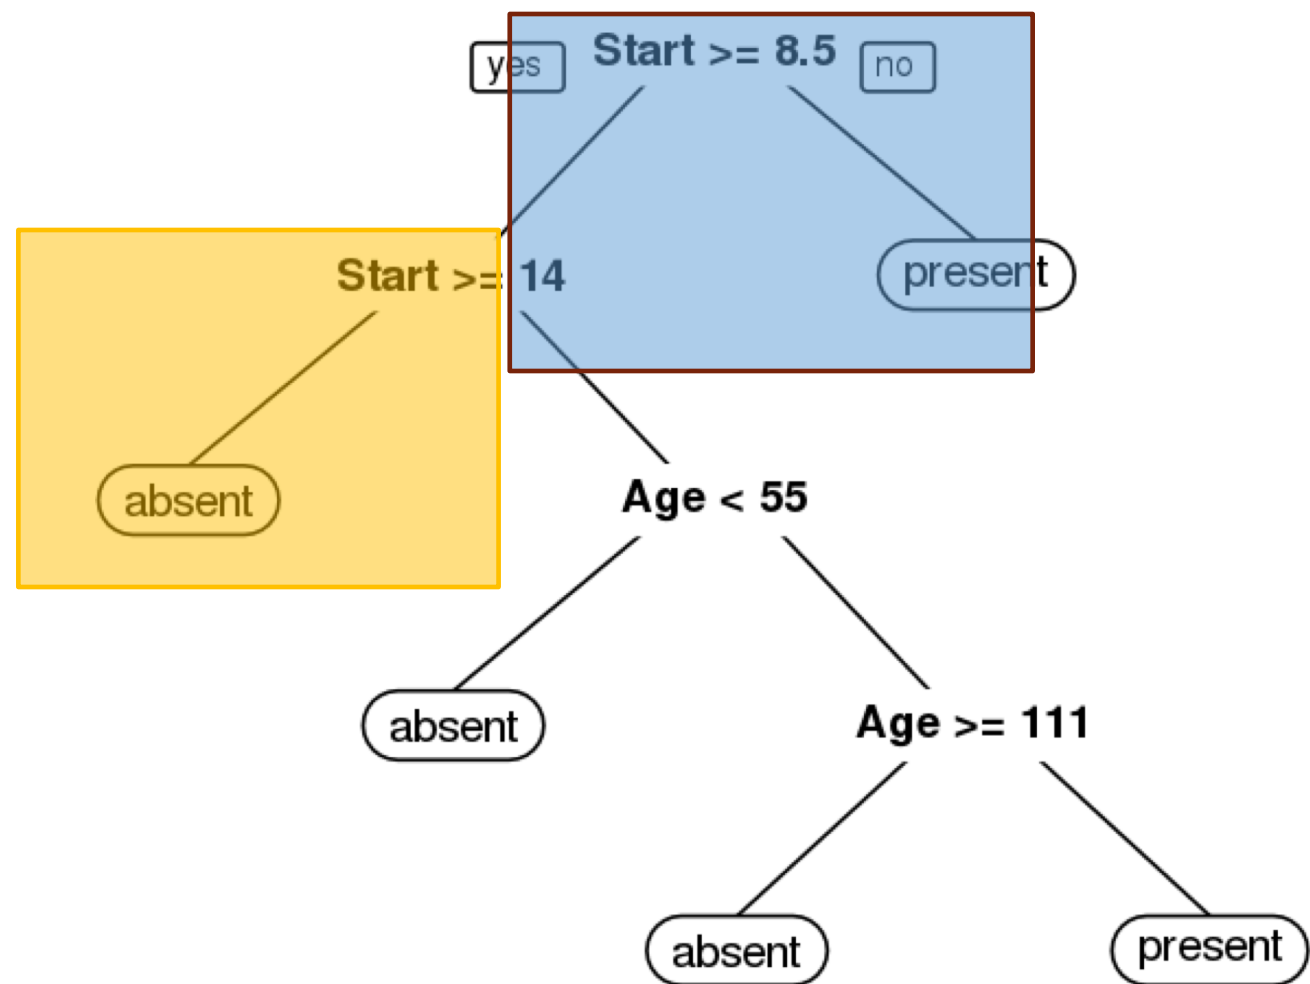 yes Start >= 8.5 no
Start >= 14 present
absent Age < 55
absent Age >= 111
absent present